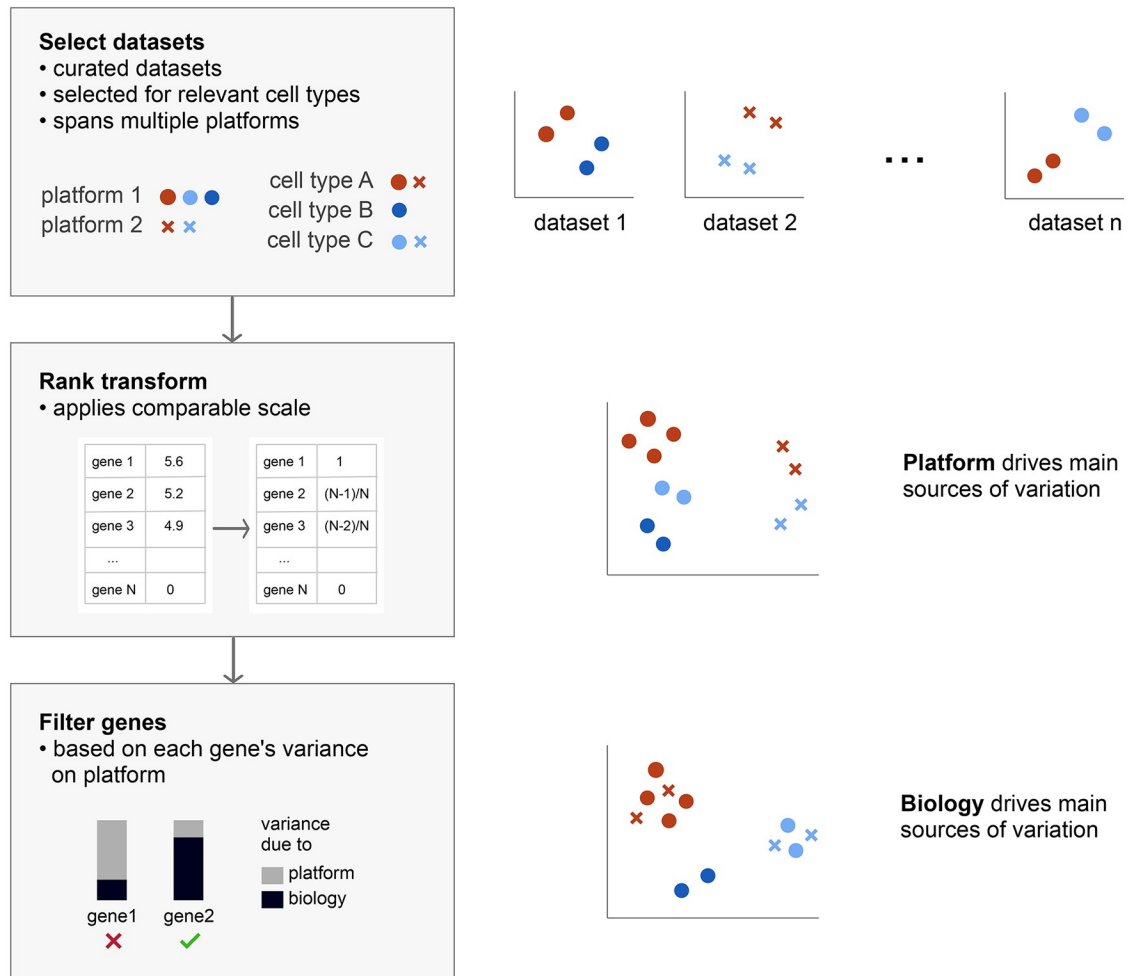 Select datasets
• curated datasets
• selected for relevant cell types
• spans multiple platforms
platform 1
platform 2
cell type A
cell type B
cell type C
dataset 1
dataset 2
...
dataset n
Rank transform
• applies comparable scale
gene 1 5.6
gene 2 5.2
gene 3 4.9
...
gene N 0
gene 1 1
gene 2 (N-1)/N
gene 3 (N-2)/N
...
gene N 0
Platform drives main
sources of variation
Filter genes
• based on each gene's variance
on platform
variance
due to
platform
biology
gene1
gene2
Biology drives main
sources of variation